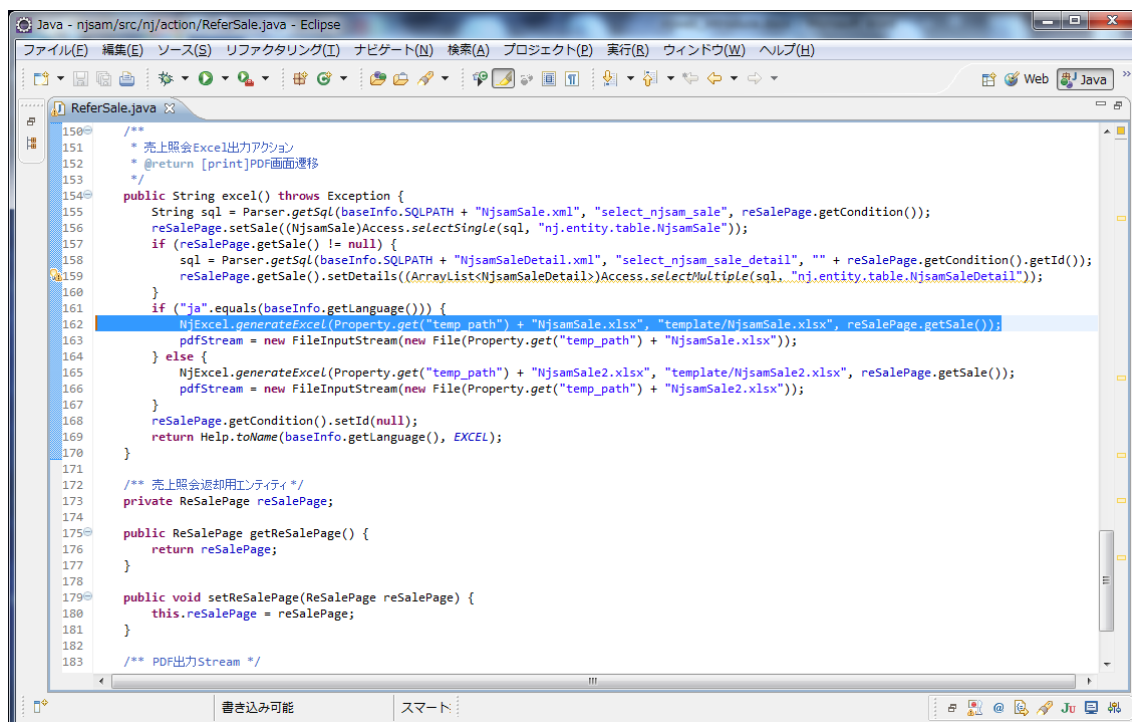 Java - njsam/src/nj/action/ReferSale.java - Eclipse
ファイル(F) 編集(E) ソース(S) リファクタリング(T) ナビゲート(N) 検索(A) プロジェクト(P) 実行(R) ウィンドウ(W) ヘルプ(H)
Web Java »
ReferSale.java
150 /**
151 * 売上照会Excel出力アクション
152 * @return [print]PDF画面遷移
153 */
154 public String excel() throws Exception {
155 String sql = Parser.getSql(baseInfo.SQLPATH + "NjsamSale.xml", "select_njsam_sale", reSalePage.getCondition());
156 reSalePage.setSale((NjsamSale)Access.selectSingle(sql, "nj.entity.table.NjsamSale"));
157 if (reSalePage.getSale() != null) {
158 sql = Parser.getSql(baseInfo.SQLPATH + "NjsamSaleDetail.xml", "select_njsam_sale_detail", "" + reSalePage.getCondition().getId());
159 reSalePage.getSale().setDetails((ArrayList<NjsamSaleDetail>)Access.selectMultiple(sql, "nj.entity.table.NjsamSaleDetail"));
160 }
161 if ("ja".equals(baseInfo.getLanguage())) {
162 NjExcel.generateExcel(Property.get("temp_path") + "NjsamSale.xlsx", "template/NjsamSale.xlsx", reSalePage.getSale());
163 pdfStream = new FileInputStream(new File(Property.get("temp_path") + "NjsamSale.xlsx"));
164 } else {
165 NjExcel.generateExcel(Property.get("temp_path") + "NjsamSale2.xlsx", "template/NjsamSale2.xlsx", reSalePage.getSale());
166 pdfStream = new FileInputStream(new File(Property.get("temp_path") + "NjsamSale2.xlsx"));
167 }
168 reSalePage.getCondition().setId(null);
169 return Help.toName(baseInfo.getLanguage(), EXCEL);
170 }
171
172 /** 売上照会返却用エンティティ */
173 private ReSalePage reSalePage;
174
175 public ReSalePage getReSalePage() {
176 return reSalePage;
177 }
178
179 public void setReSalePage(ReSalePage reSalePage) {
180 this.reSalePage = reSalePage;
181 }
182
183 /** PDF出力Stream */
書き込み可能 スマート